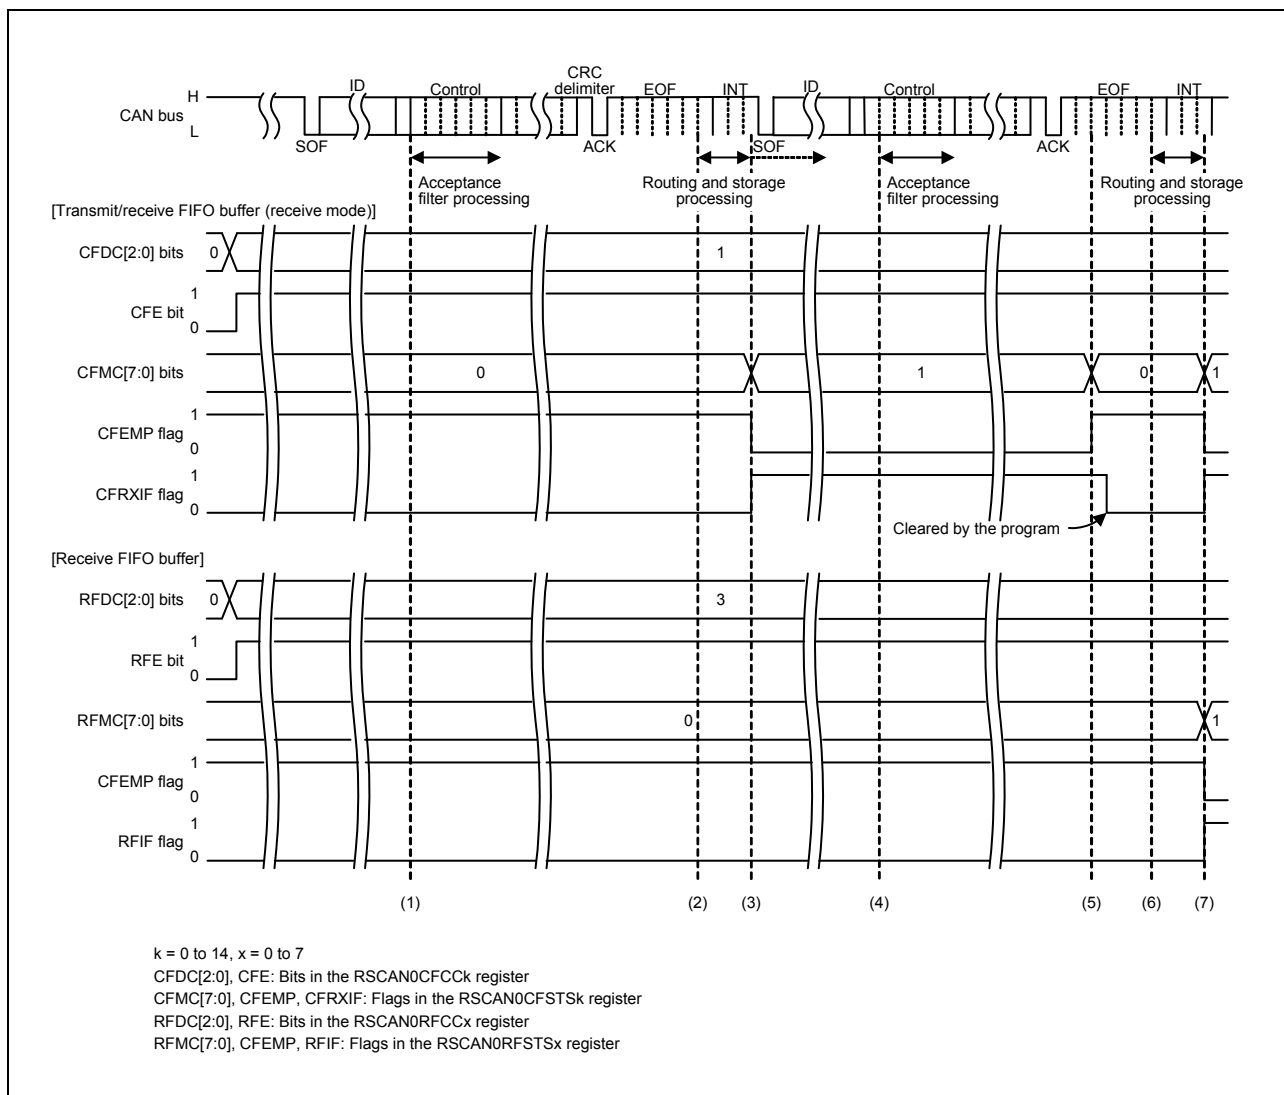 CRC
ID Control delimiter EOF INT ID Control EOF INT
H
CAN bus
L
SOF ACK SOF ACK
Acceptance filter processing
Routing and storage processing
Acceptance filter processing
Routing and storage processing
[Transmit/receive FIFO buffer (receive mode)]
CFDC[2:0] bits 0 1
1
CFE bit
0
CFMC[7:0] bits 0 1 0 1
1
CFEMP flag
0
1
CFRXIF flag
0
Cleared by the program
[Receive FIFO buffer]
RFDC[2:0] bits 0 3
1
RFE bit
0
RFMC[7:0] bits 0 1
1
CFEMP flag
0
1
RFIF flag
0
(1) (2) (3) (4) (5) (6) (7)
k = 0 to 14, x = 0 to 7
CFDC[2:0], CFE: Bits in the RSCAN0CFCCk register
CFMC[7:0], CFEMP, CFRXIF: Flags in the RSCAN0CFSTSk register
RFDC[2:0], RFE: Bits in the RSCAN0RFCCx register
RFMC[7:0], CFEMP, RFIF: Flags in the RSCAN0RFSTSx register